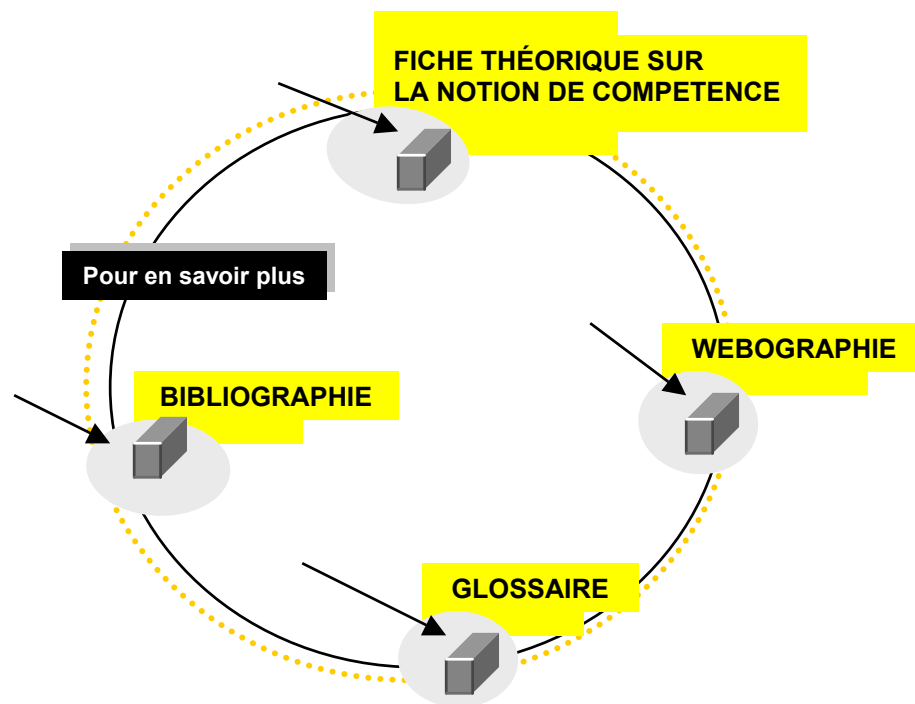 FICHE THÉORIQUE SUR
LA NOTION DE COMPETENCE
Pour en savoir plus
WEBOGRAPHIE
BIBLIOGRAPHIE
GLOSSAIRE